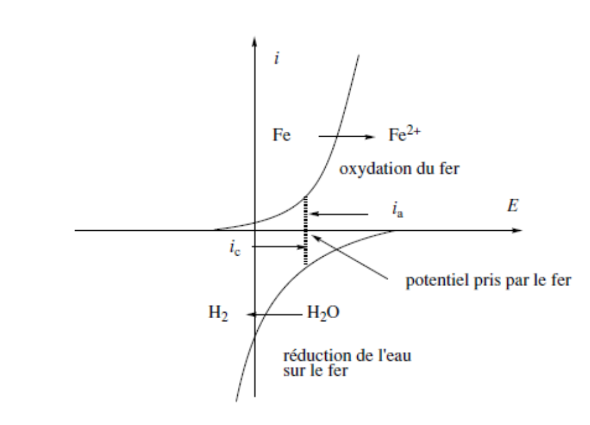 i
Fe
Fe²⁺
oxydation du fer
E
iₐ
i_c
potentiel pris par le fer
H₂
H₂O
réduction de l'eau
sur le fer